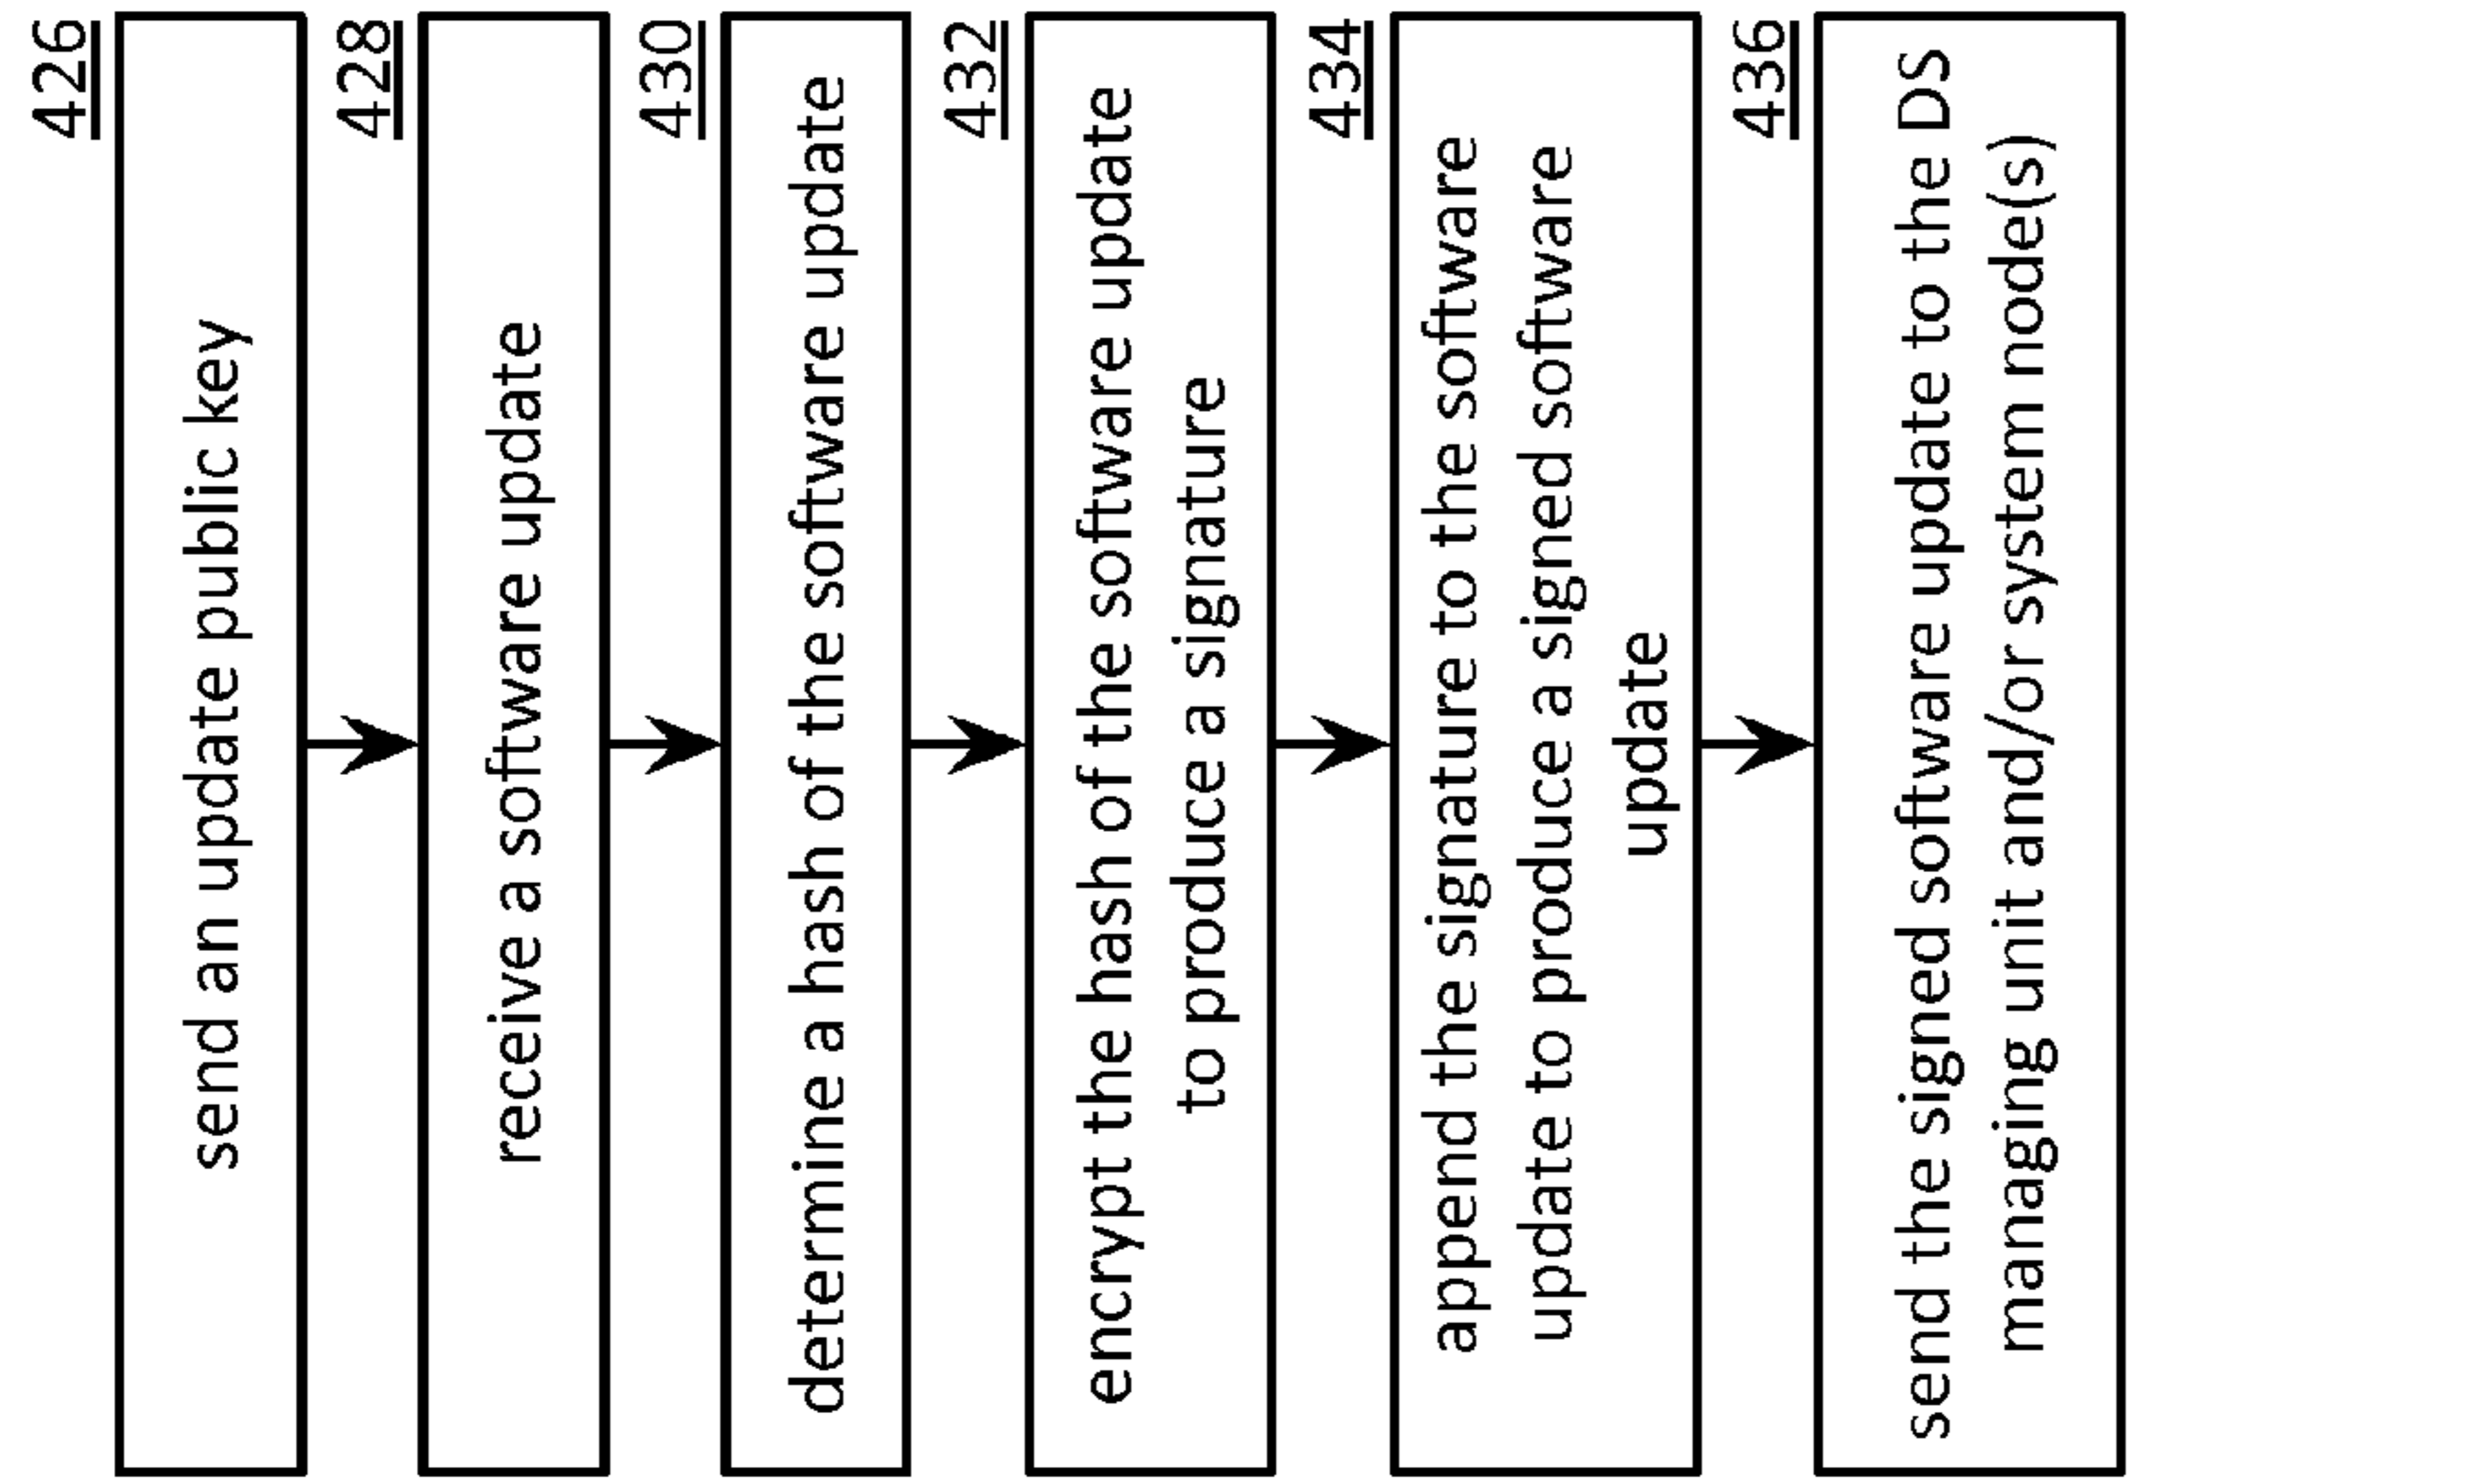 426
send an update public key
428
receive a software update
430
determine a hash of the software update
432
encrypt the hash of the software update
to produce a signature
434
append the signature to the software
update to produce a signed software
update
436
send the signed software update to the DS
managing unit and/or system node(s)